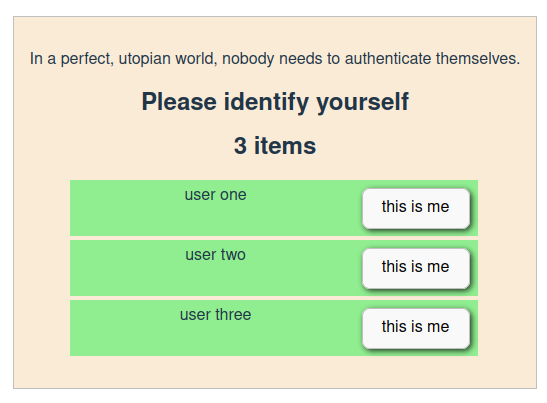 In a perfect, utopian world, nobody needs to authenticate themselves.
Please identify yourself
3 items
user one
this is me
user two
this is me
user three
this is me